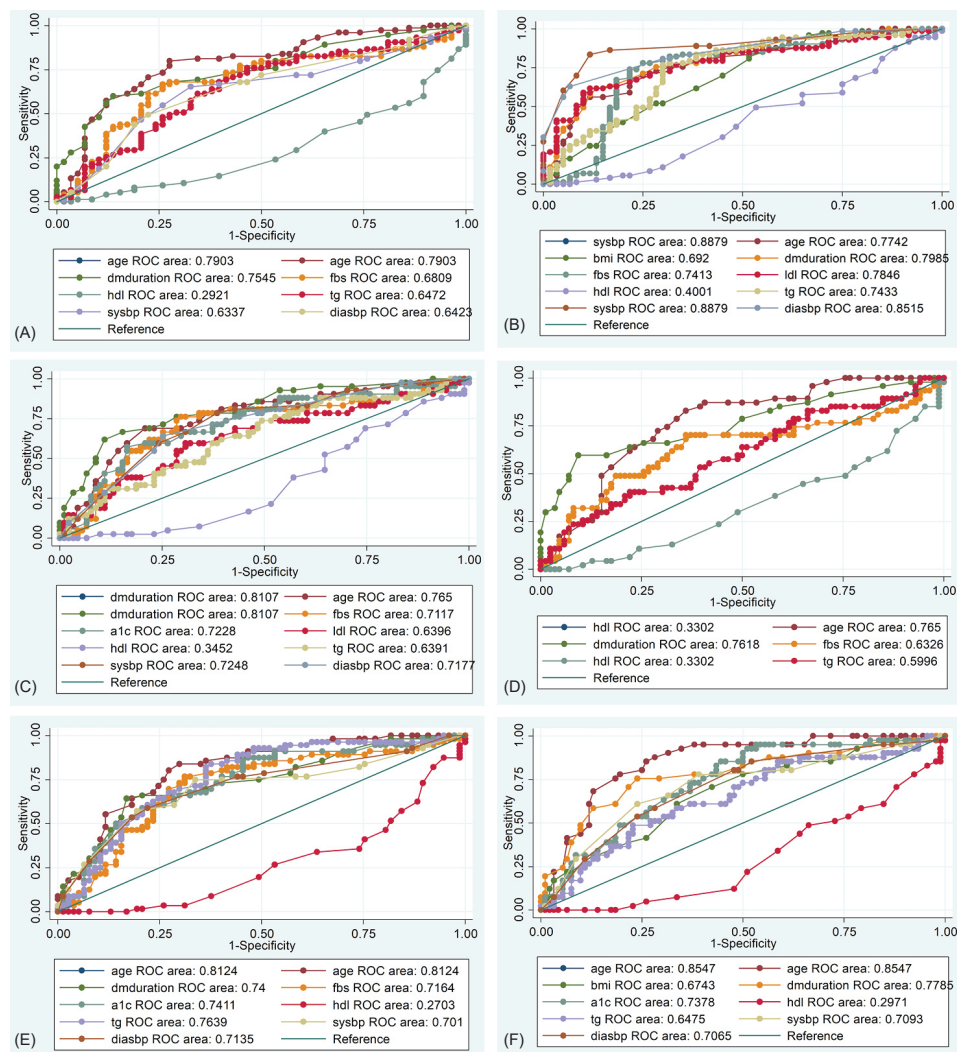 1.00
0.75
0.50
0.25
0.00
Sensitivity
0.00 0.25 0.50 0.75 1.00
1-Specificity
age ROC area: 0.7903 age ROC area: 0.7903
dmduration ROC area: 0.7545 fbs ROC area: 0.6809
hdl ROC area: 0.2921 tg ROC area: 0.6472
sysbp ROC area: 0.6337 diasbp ROC area: 0.6423
Reference
(A)
1.00
0.75
0.50
0.25
0.00
Sensitivity
0.00 0.25 0.50 0.75 1.00
1-Specificity
sysbp ROC area: 0.8879 age ROC area: 0.7742
bmi ROC area: 0.692 dmduration ROC area: 0.7985
fbs ROC area: 0.7413 ldl ROC area: 0.7846
hdl ROC area: 0.4001 tg ROC area: 0.7433
sysbp ROC area: 0.8879 diasbp ROC area: 0.8515
Reference
(B)
1.00
0.75
0.50
0.25
0.00
Sensitivity
0.00 0.25 0.50 0.75 1.00
1-Specificity
dmduration ROC area: 0.8107 age ROC area: 0.765
dmduration ROC area: 0.8107 fbs ROC area: 0.7117
a1c ROC area: 0.7228 ldl ROC area: 0.6396
hdl ROC area: 0.3452 tg ROC area: 0.6391
sysbp ROC area: 0.7248 diasbp ROC area: 0.7177
Reference
(C)
1.00
0.75
0.50
0.25
0.00
Sensitivity
0.00 0.25 0.50 0.75 1.00
1-Specificity
hdl ROC area: 0.3302 age ROC area: 0.765
dmduration ROC area: 0.7618 fbs ROC area: 0.6326
hdl ROC area: 0.3302 tg ROC area: 0.5996
Reference
(D)
1.00
0.75
0.50
0.25
0.00
Sensitivity
0.00 0.25 0.50 0.75 1.00
1-Specificity
age ROC area: 0.8124 age ROC area: 0.8124
dmduration ROC area: 0.74 fbs ROC area: 0.7164
a1c ROC area: 0.7411 hdl ROC area: 0.2703
tg ROC area: 0.7639 sysbp ROC area: 0.701
diasbp ROC area: 0.7135 Reference
(E)
1.00
0.75
0.50
0.25
0.00
Sensitivity
0.00 0.25 0.50 0.75 1.00
1-Specificity
age ROC area: 0.8547 age ROC area: 0.8547
bmi ROC area: 0.6743 dmduration ROC area: 0.7785
a1c ROC area: 0.7378 hdl ROC area: 0.2971
tg ROC area: 0.6475 sysbp ROC area: 0.7093
diasbp ROC area: 0.7065 Reference
(F)